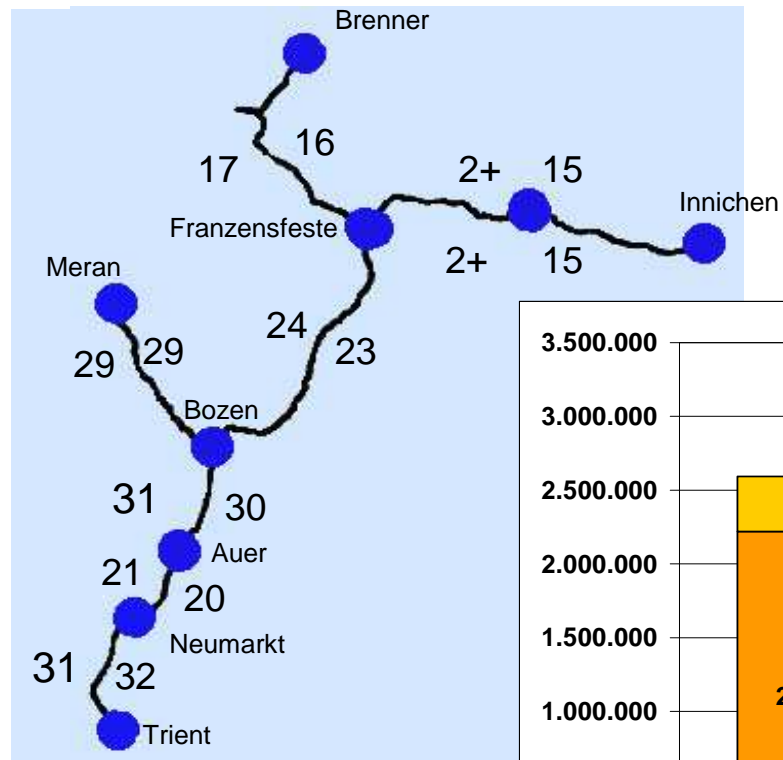 Brenner
16
17
2+ 15
Innichen
Franzensfeste
2+ 15
Meran
24
23
29 29
3.500.000
3.000.000
Bozen
2.500.000
31 30
2.000.000
Auer
21
20
1.500.000
Neumarkt
31 32
1.000.000
2
Trient